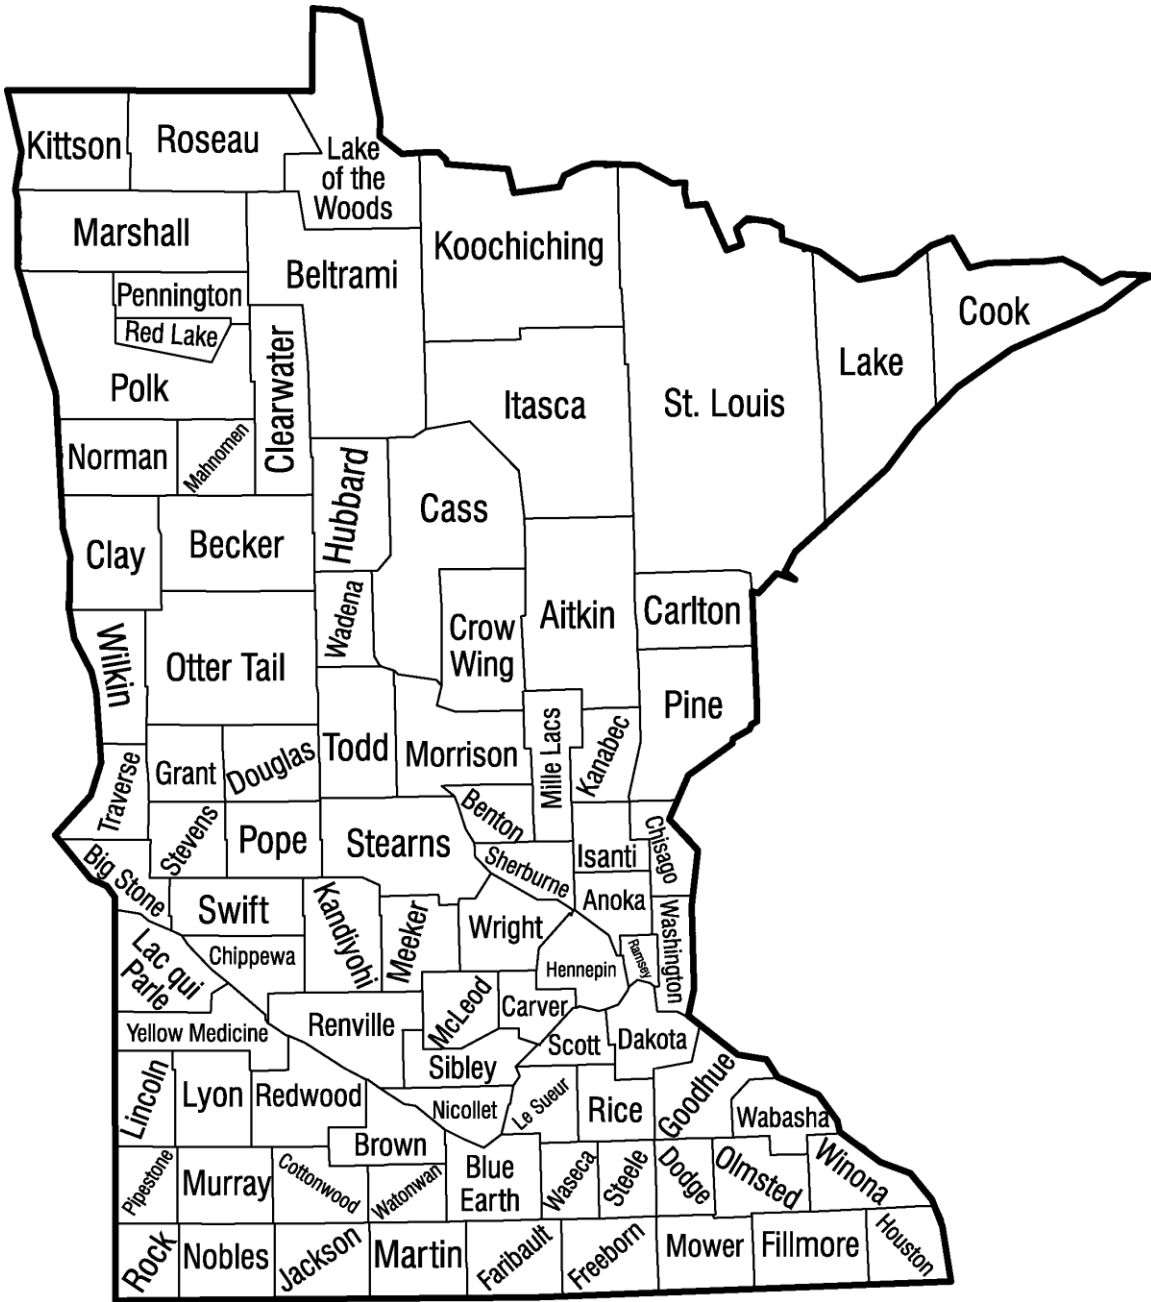 Kittson
Roseau
Lake
of the
Woods
Marshall
Koochiching
Beltrami
Pennington
Red Lake
Cook
Lake
Polk
Clearwater
Itasca
St. Louis
Norman
Mahnomen
Hubbard
Cass
Clay
Becker
Wadena
Crow
Wing
Aitkin
Carlton
Wilkin
Otter Tail
Pine
Todd
Morrison
Mille Lacs
Kanabec
Grant
Douglas
Traverse
Benton
Stevens
Pope
Stearns
Isanti
Chisago
Big Stone
Sherburne
Swift
Kandiyohi
Meeker
Wright
Anoka
Washington
Lac qui
Parle
Chippewa
Hennepin
Ramsey
McLeod
Carver
Yellow Medicine
Renville
Scott
Dakota
Sibley
Lincoln
Lyon
Redwood
Nicollet
Le Sueur
Rice
Goodhue
Wabasha
Brown
Pipestone
Murray
Cottonwood
Watonwan
Blue
Earth
Waseca
Steele
Dodge
Olmsted
Winona
Rock
Nobles
Jackson
Martin
Faribault
Freeborn
Mower
Fillmore
Houston